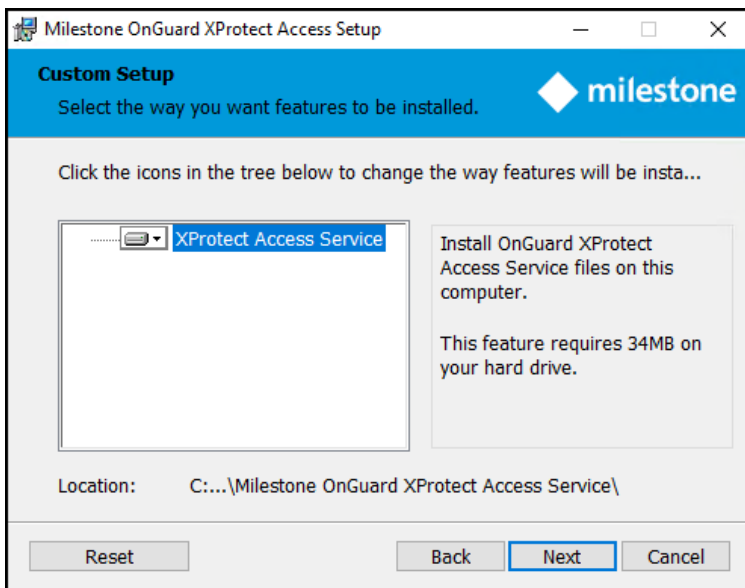 Milestone OnGuard XProtect Access Setup
Custom Setup
Select the way you want features to be installed.
milestone
Click the icons in the tree below to change the way features will be insta...
XProtect Access Service
Install OnGuard XProtect
Access Service files on this
computer.
This feature requires 34MB on
your hard drive.
Location: C:...\Milestone OnGuard XProtect Access Service\
Reset Back Next Cancel